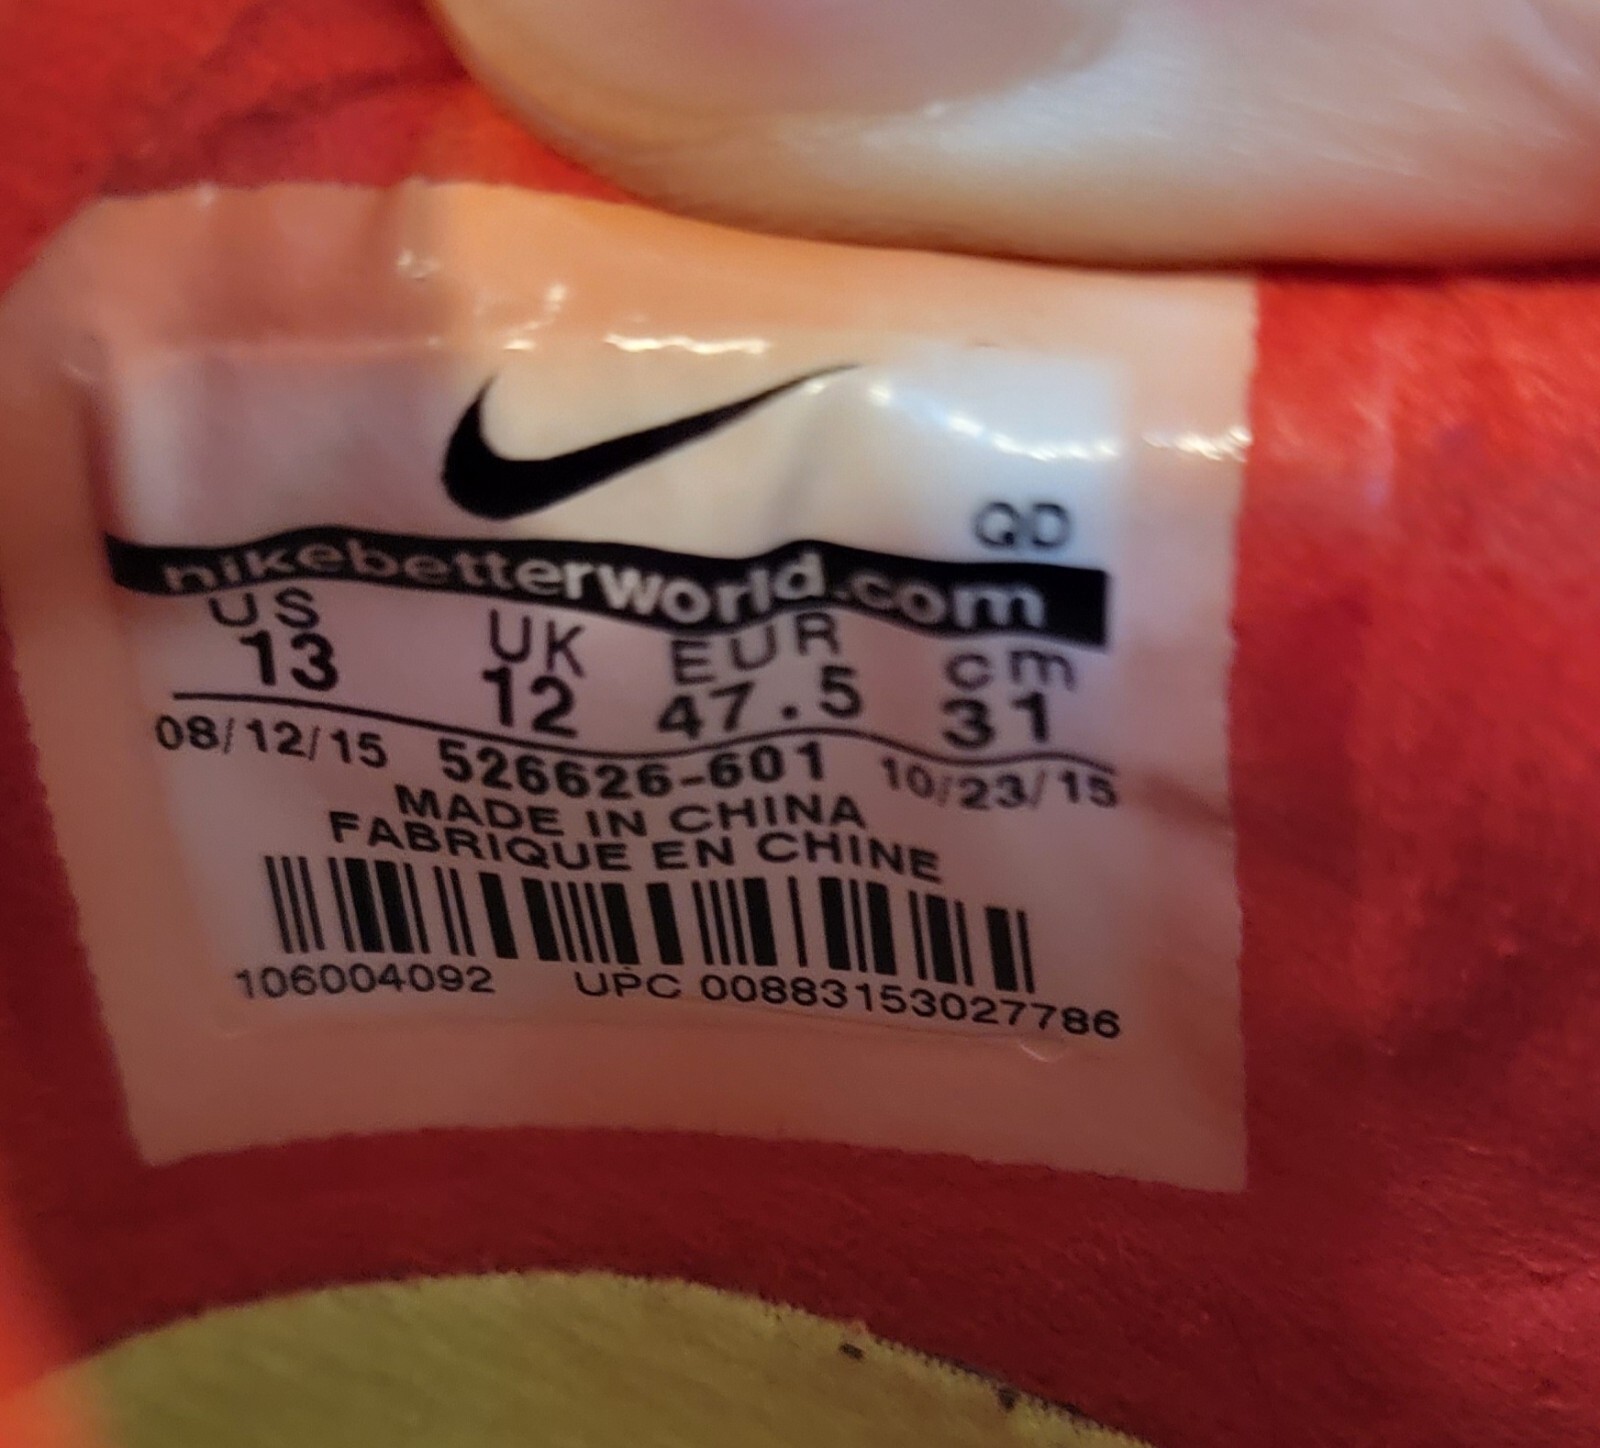 QD
nikebetterworld.com
US UK EUR cm
13 12 47.5 31
08/12/15 526626-601 10/23/15
MADE IN CHINA
FABRIQUE EN CHINE
106004092 UPC 00883153027786